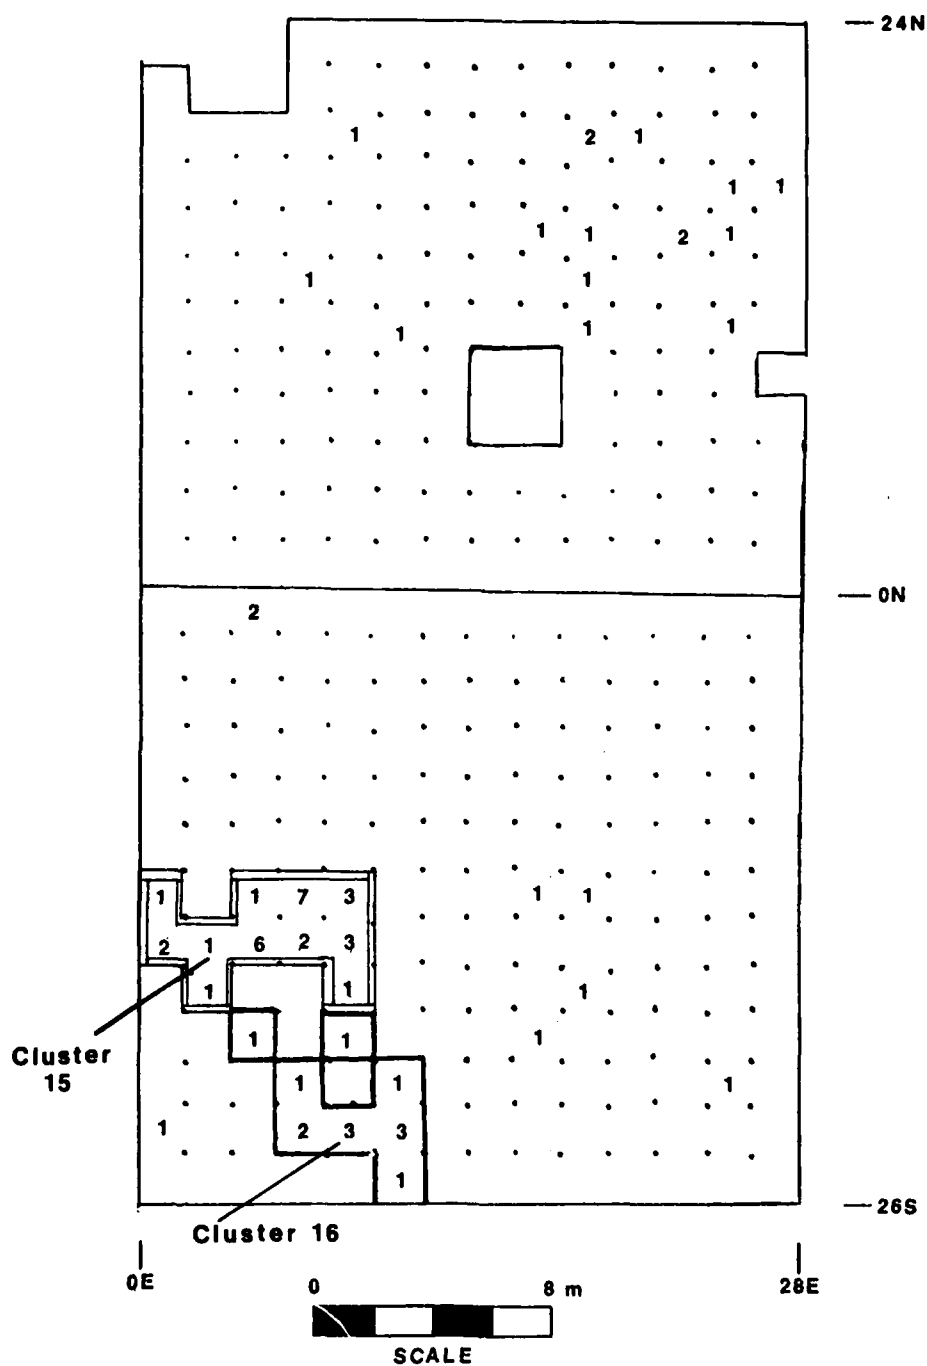 24N
1 2 1
1 1
1 1 2 1
1 1
1
1 1
0N
2
1 1 7 3 1 1
2 1 6 2 3
1 1 1
1 1 1
Cluster
15
1 1 1
1 2 3 3
1
26S
Cluster 16
0E 28E
0 8 m
SCALE